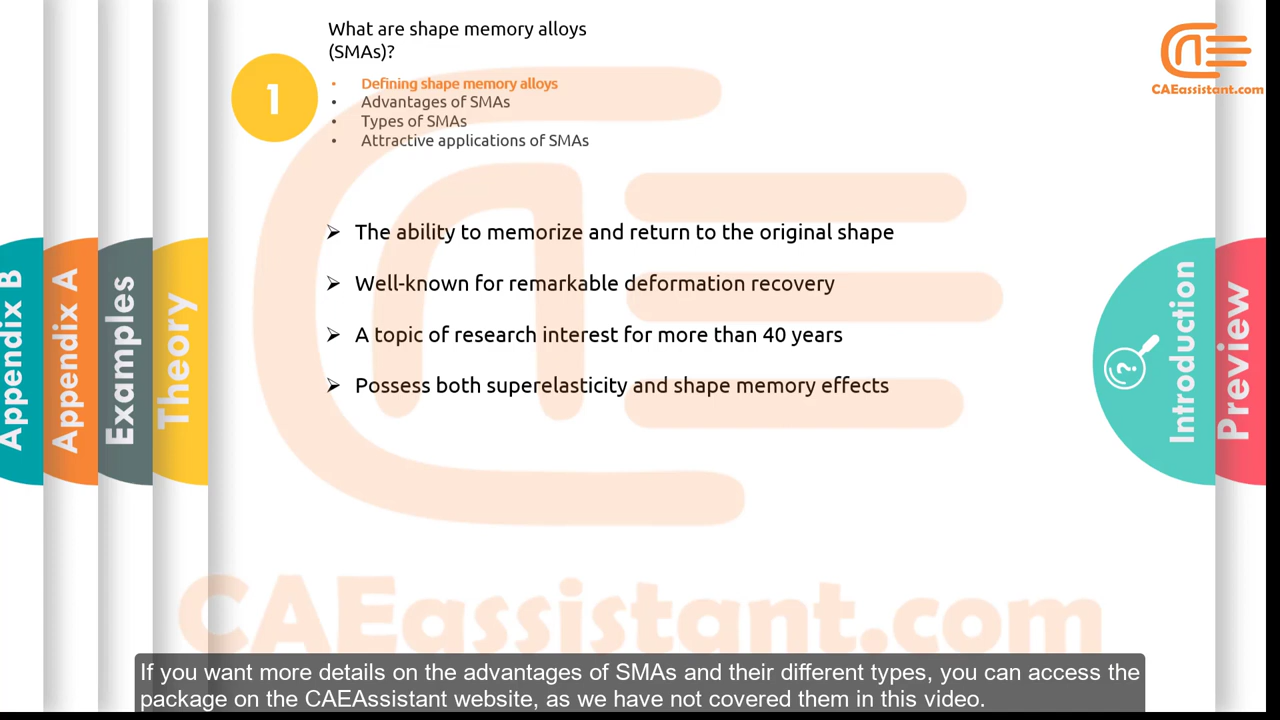 What are shape memory alloys
(SMAs)?
1
• Defining shape memory alloys
• Advantages of SMAs
• Types of SMAs
• Attractive applications of SMAs
CAEassistant.com
➢ The ability to memorize and return to the original shape
➢ Well-known for remarkable deformation recovery
➢ A topic of research interest for more than 40 years
➢ Possess both superelasticity and shape memory effects
Appendix B
Appendix A
Examples
Theory
?
Introduction
Preview
CAEassistant.com
If you want more details on the advantages of SMAs and their different types, you can access the
package on the CAEAssistant website, as we have not covered them in this video.